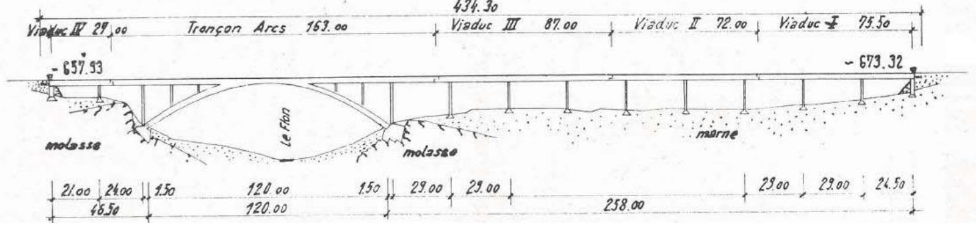 434.30
Viaduc IV 27.00 Tronçon Arcs 163.00 Viaduc III 87.00 Viaduc II 72.00 Viaduc I 75.50
~ 657.93 ~ 673.32
Le Flon
molasse molasse marne
21.00 24.00 1.50 120.00 1.50 29.00 29.00 29.00 29.00 24.50
46.50 120.00 258.00